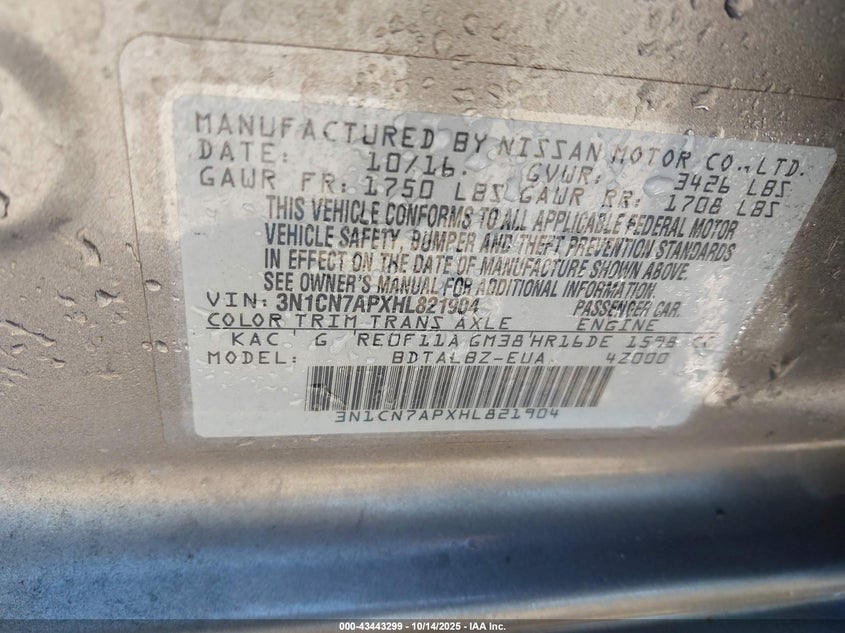 MANUFACTURED BY NISSAN MOTOR CO.,LTD.
DATE: 10/16. GVWR: 3426 LBS
GAWR FR: 1750 LBS GAWR RR: 1708 LBS
THIS VEHICLE CONFORMS TO ALL APPLICABLE FEDERAL MOTOR
VEHICLE SAFETY, BUMPER AND THEFT PREVENTION STANDARDS
IN EFFECT ON THE DATE OF MANUFACTURE SHOWN ABOVE.
SEE OWNER'S MANUAL FOR ADDITIONAL INFORMATION.
VIN: 3N1CN7APXHL821904 PASSENGER CAR.
COLOR TRIM TRANS AXLE ENGINE
KAC G RE0F11A GM38 HR16DE 1598 CC
MODEL: BDTALBZ-EUA 4Z000
3N1CN7APXHL821904
000-43443299 | 10/14/2025 | IAA Inc.